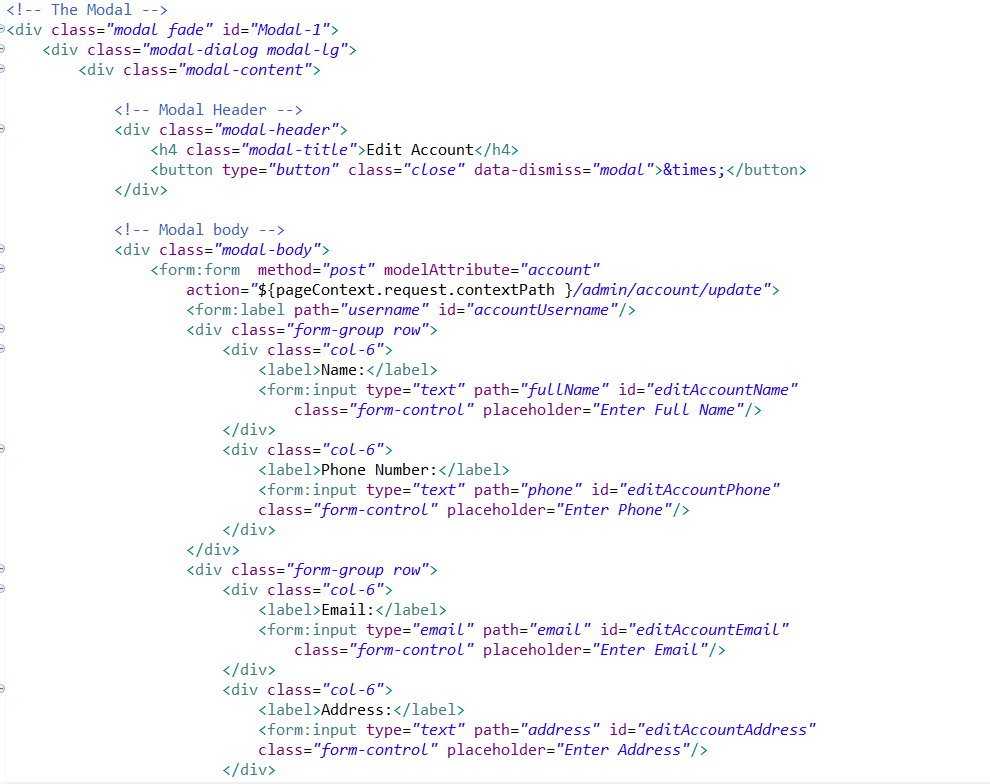 <!-- The Modal -->
<div class="modal fade" id="Modal-1">
    <div class="modal-dialog modal-lg">
        <div class="modal-content">

            <!-- Modal Header -->
            <div class="modal-header">
                <h4 class="modal-title">Edit Account</h4>
                <button type="button" class="close" data-dismiss="modal">&times;</button>
            </div>

            <!-- Modal body -->
            <div class="modal-body">
                <form:form  method="post" modelAttribute="account"
                    action="${pageContext.request.contextPath }/admin/account/update">
                    <form:label path="username" id="accountUsername"/>
                    <div class="form-group row">
                        <div class="col-6">
                            <label>Name:</label>
                            <form:input type="text" path="fullName" id="editAccountName"
                                class="form-control" placeholder="Enter Full Name"/>
                        </div>
                        <div class="col-6">
                            <label>Phone Number:</label>
                            <form:input type="text" path="phone" id="editAccountPhone"
                            class="form-control" placeholder="Enter Phone"/>
                        </div>
                    </div>
                    <div class="form-group row">
                        <div class="col-6">
                            <label>Email:</label>
                            <form:input type="email" path="email" id="editAccountEmail"
                                class="form-control" placeholder="Enter Email"/>
                        </div>
                        <div class="col-6">
                            <label>Address:</label>
                            <form:input type="text" path="address" id="editAccountAddress"
                            class="form-control" placeholder="Enter Address"/>
                        </div>